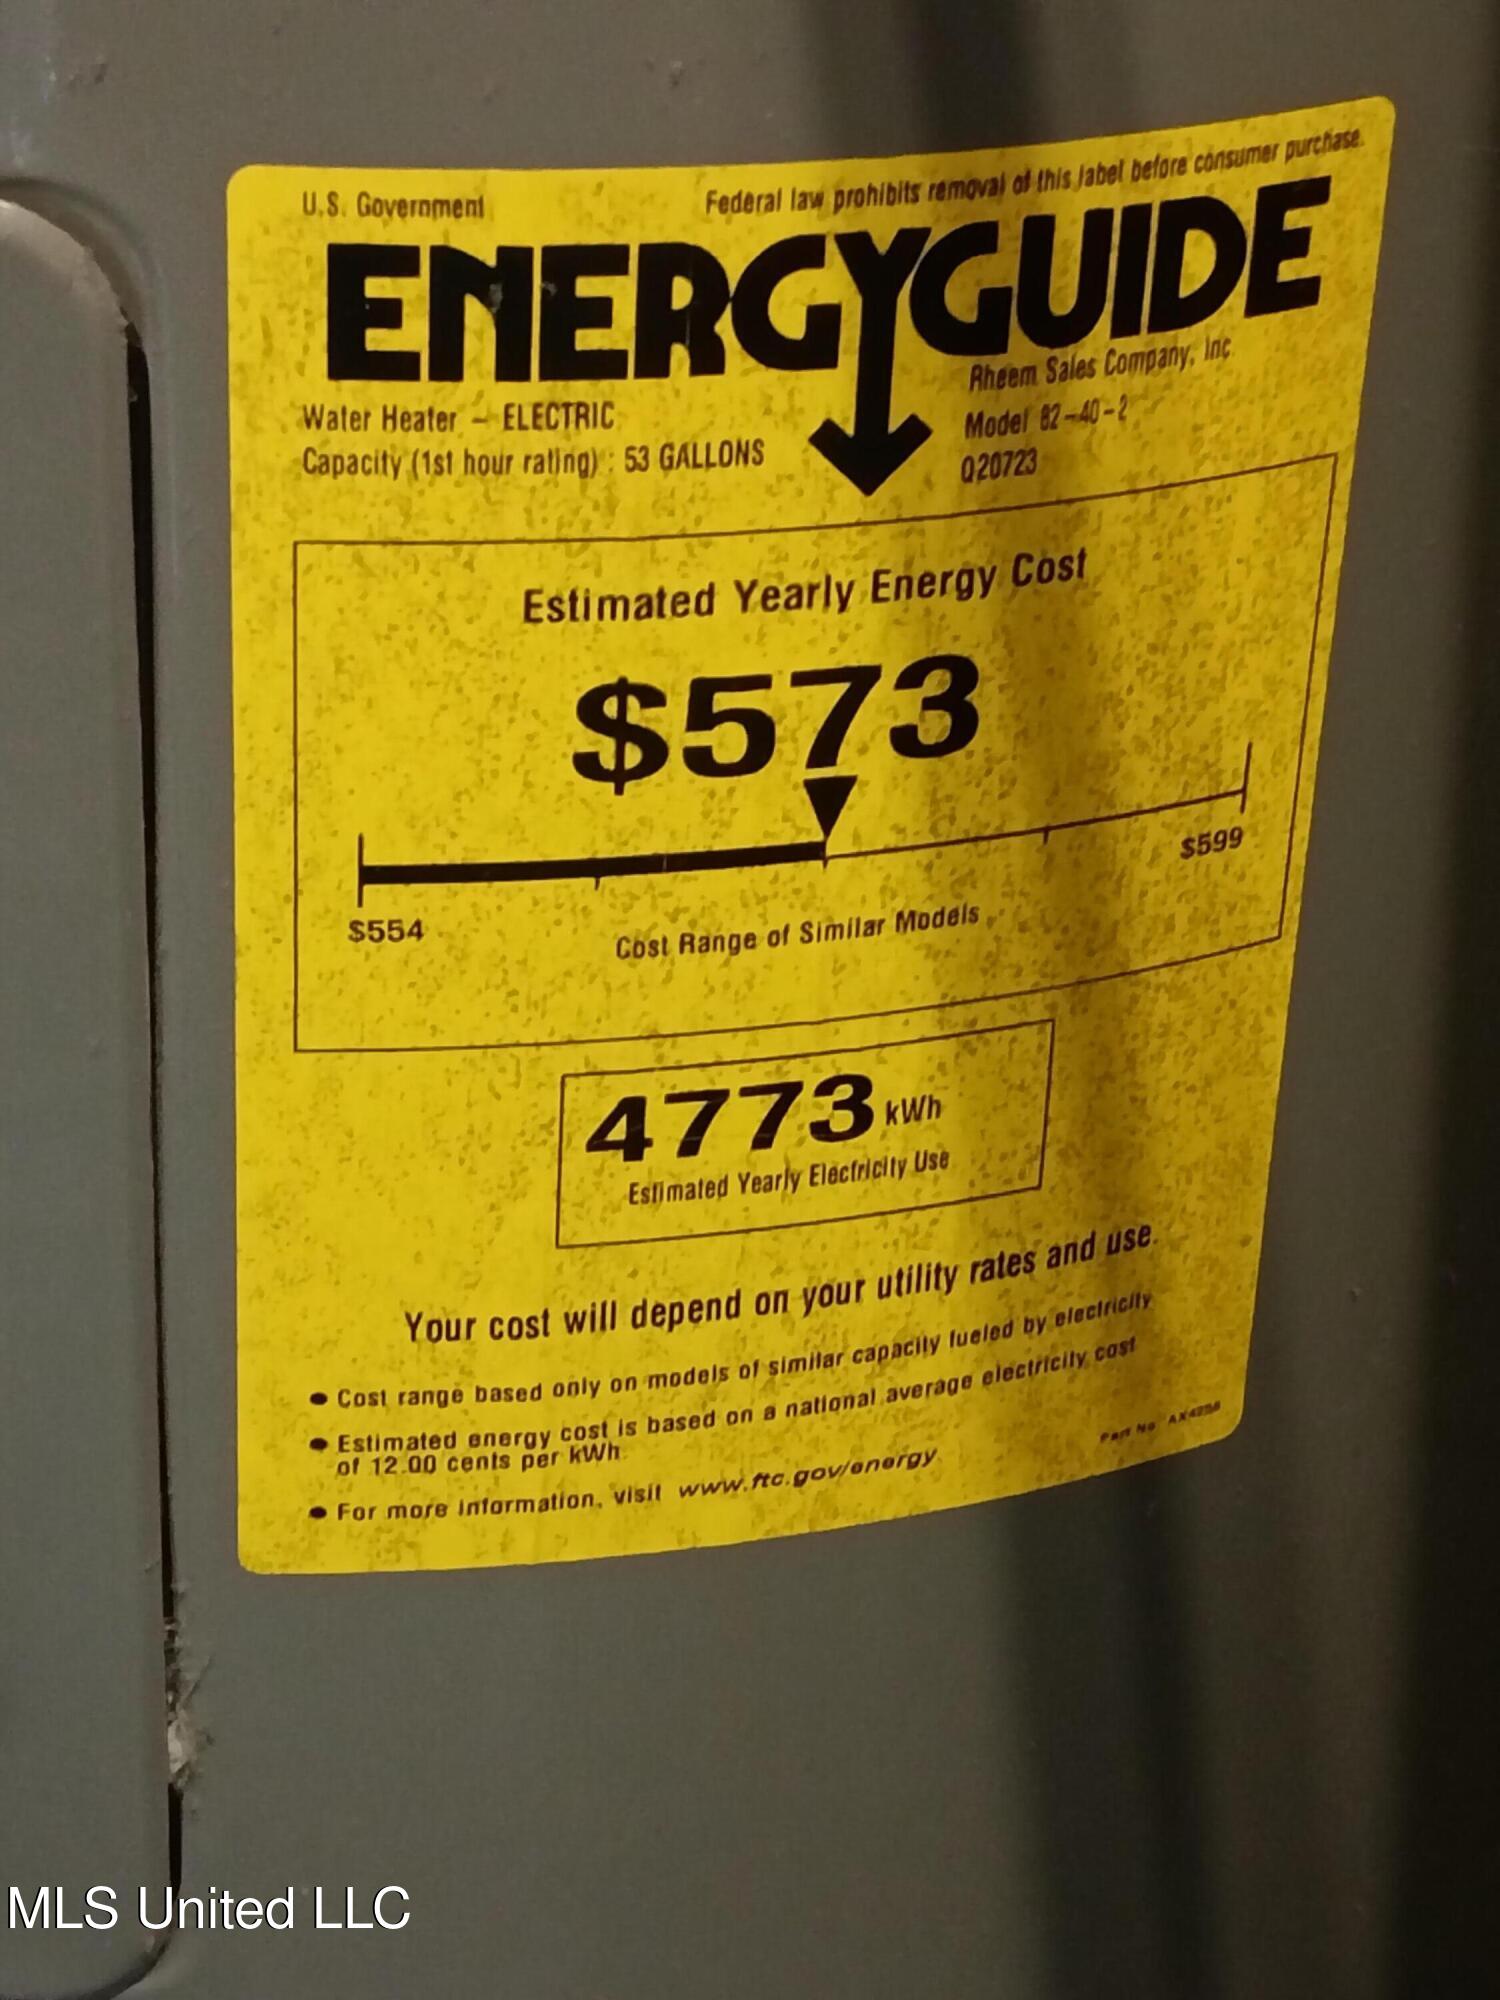 U.S. Government
Federal law prohibits removal of this label before consumer purchase.
ENERGYGUIDE
Water Heater – ELECTRIC
Capacity (1st hour rating) : 53 GALLONS
Rheem Sales Company, Inc.
Model 82-40-2
Q20723
Estimated Yearly Energy Cost
$573
$554
$599
Cost Range of Similar Models
4773 kWh
Estimated Yearly Electricity Use
Your cost will depend on your utility rates and use.
• Cost range based only on models of similar capacity fueled by electricity
• Estimated energy cost is based on a national average electricity cost
of 12.00 cents per kWh.
• For more information, visit www.ftc.gov/energy.
Part No
MLS United LLC